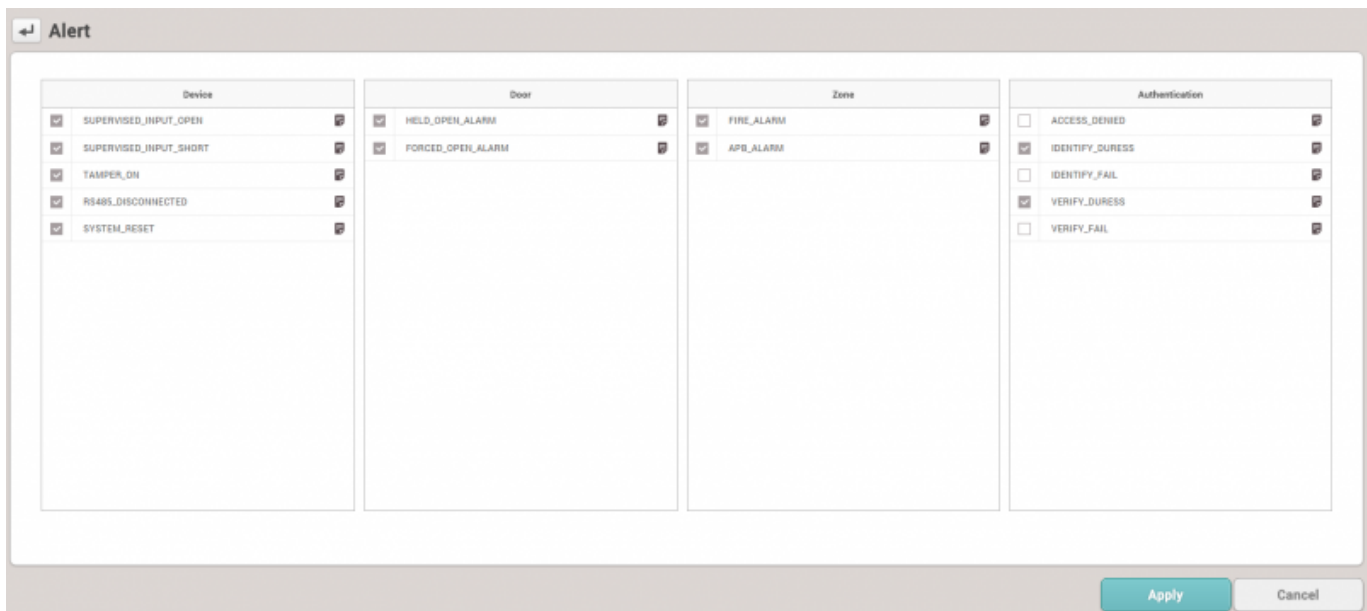 Alert
Device
SUPERVISED_INPUT_OPEN
SUPERVISED_INPUT_SHORT
TAMPER_ON
RS485_DISCONNECTED
SYSTEM_RESET
Door
HELD_OPEN_ALARM
FORCED_OPEN_ALARM
Zone
FIRE_ALARM
APB_ALARM
Authentication
ACCESS_DENIED
IDENTIFY_DURESS
IDENTIFY_FAIL
VERIFY_DURESS
VERIFY_FAIL
Apply
Cancel